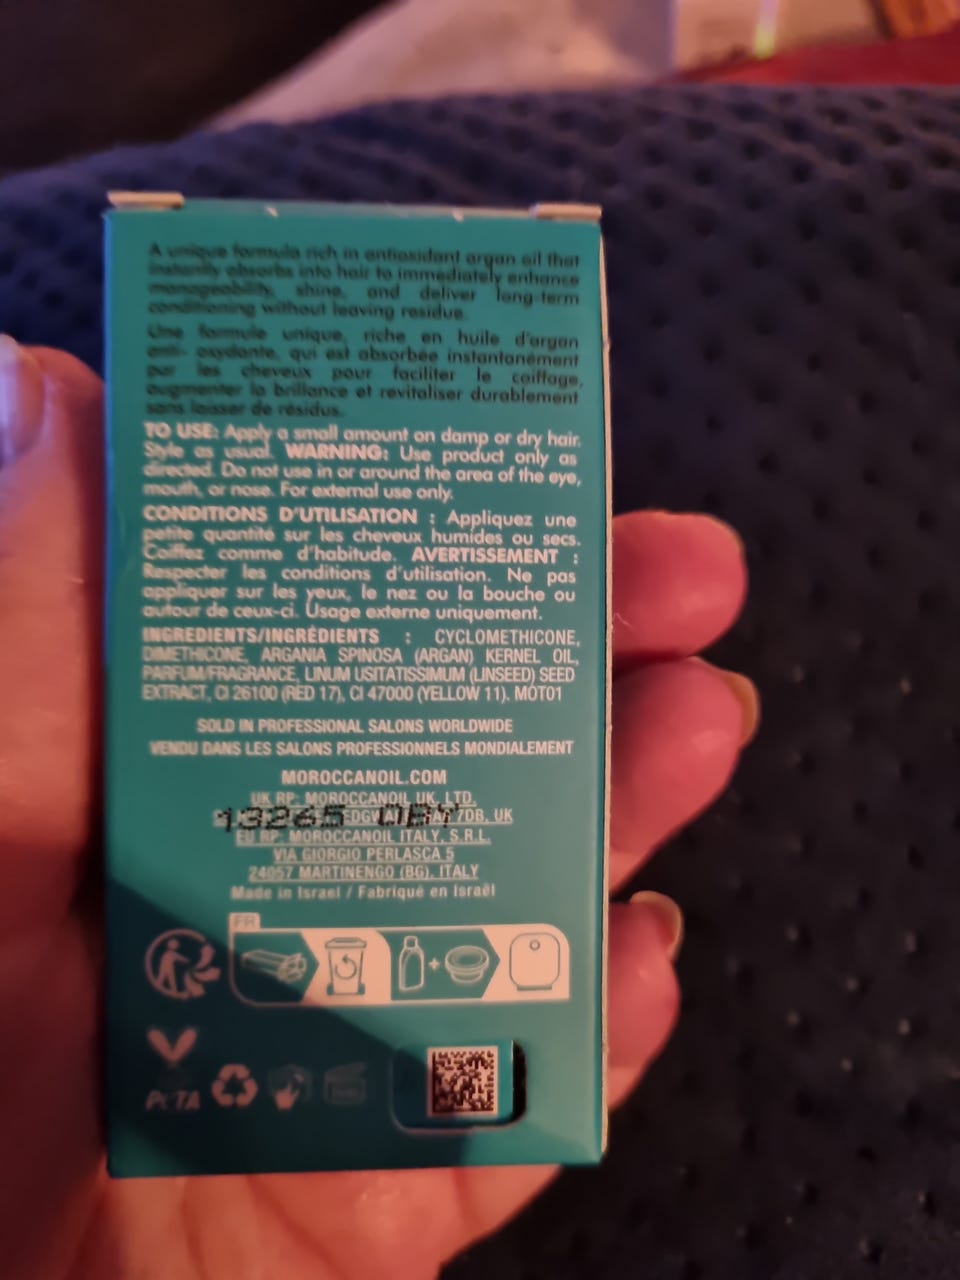 A unique formula rich in antioxidant argan oil that
instantly absorbs into hair to immediately enhance
manageability, shine, and deliver long-term
conditioning without leaving residue.
Une formule unique, riche en huile d'argan
anti- oxydante, qui est absorbée instantanément
par les cheveux pour faciliter le coiffage,
augmenter la brillance et revitaliser durablement
sans laisser de résidus.
TO USE: Apply a small amount on damp or dry hair.
Style as usual. WARNING: Use product only as
directed. Do not use in or around the area of the eye,
mouth, or nose. For external use only.
CONDITIONS D'UTILISATION : Appliquez une
petite quantité sur les cheveux humides ou secs.
Coiffez comme d'habitude. AVERTISSEMENT :
Respecter les conditions d'utilisation. Ne pas
appliquer sur les yeux, le nez ou la bouche ou
autour de ceux-ci. Usage externe uniquement.
INGREDIENTS/INGRÉDIENTS : CYCLOMETHICONE,
DIMETHICONE, ARGANIA SPINOSA (ARGAN) KERNEL OIL,
PARFUM/FRAGRANCE, LINUM USITATISSIMUM (LINSEED) SEED
EXTRACT, CI 26100 (RED 17), CI 47000 (YELLOW 11). MOT01
SOLD IN PROFESSIONAL SALONS WORLDWIDE
VENDU DANS LES SALONS PROFESSIONNELS MONDIALEMENT
MOROCCANOIL.COM
UK RP: MOROCCANOIL UK, LTD.
7DB, UK
13265 OBY
EU RP: MOROCCANOIL ITALY, S.R.L.
VIA GIORGIO PERLASCA 5
24057 MARTINENGO (BG), ITALY
Made in Israel / Fabriqué en Israël
FR
PETA